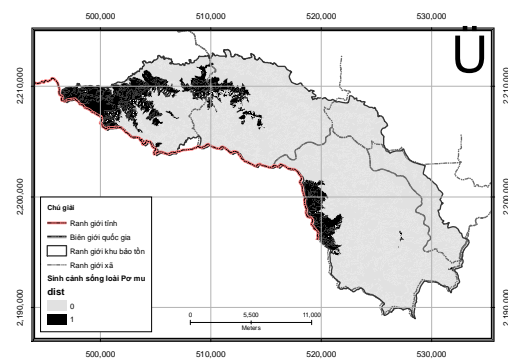 500,000 510,000 520,000 530,000
Ü
2,210,000 2,210,000
2,200,000 2,200,000
2,190,000 2,190,000
Chú giải
Ranh giới tỉnh
Biên giới quốc gia
Ranh giới khu bảo tồn
Ranh giới xã
Sinh cảnh sống loài Pơ mu
dist
0
1
0 5,500 11,000
Meters
500,000 510,000 520,000 530,000